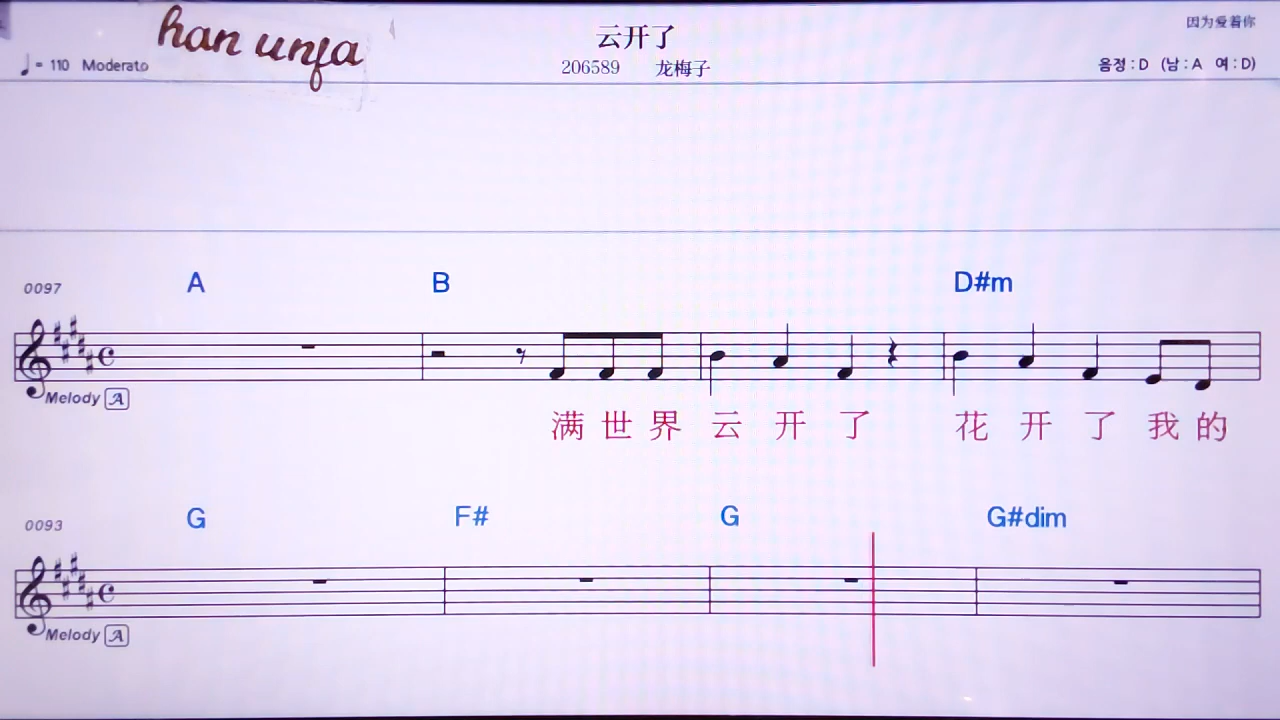 han unfa
云开了
因为爱着你
♩= 110 Moderato
206589 龙梅子
음정 : D (남 : A 여 : D)
0097 A B D#m
Melody A
满 世 界 云 开 了 花 开 了 我 的
0093 G F# G G#dim
Melody A